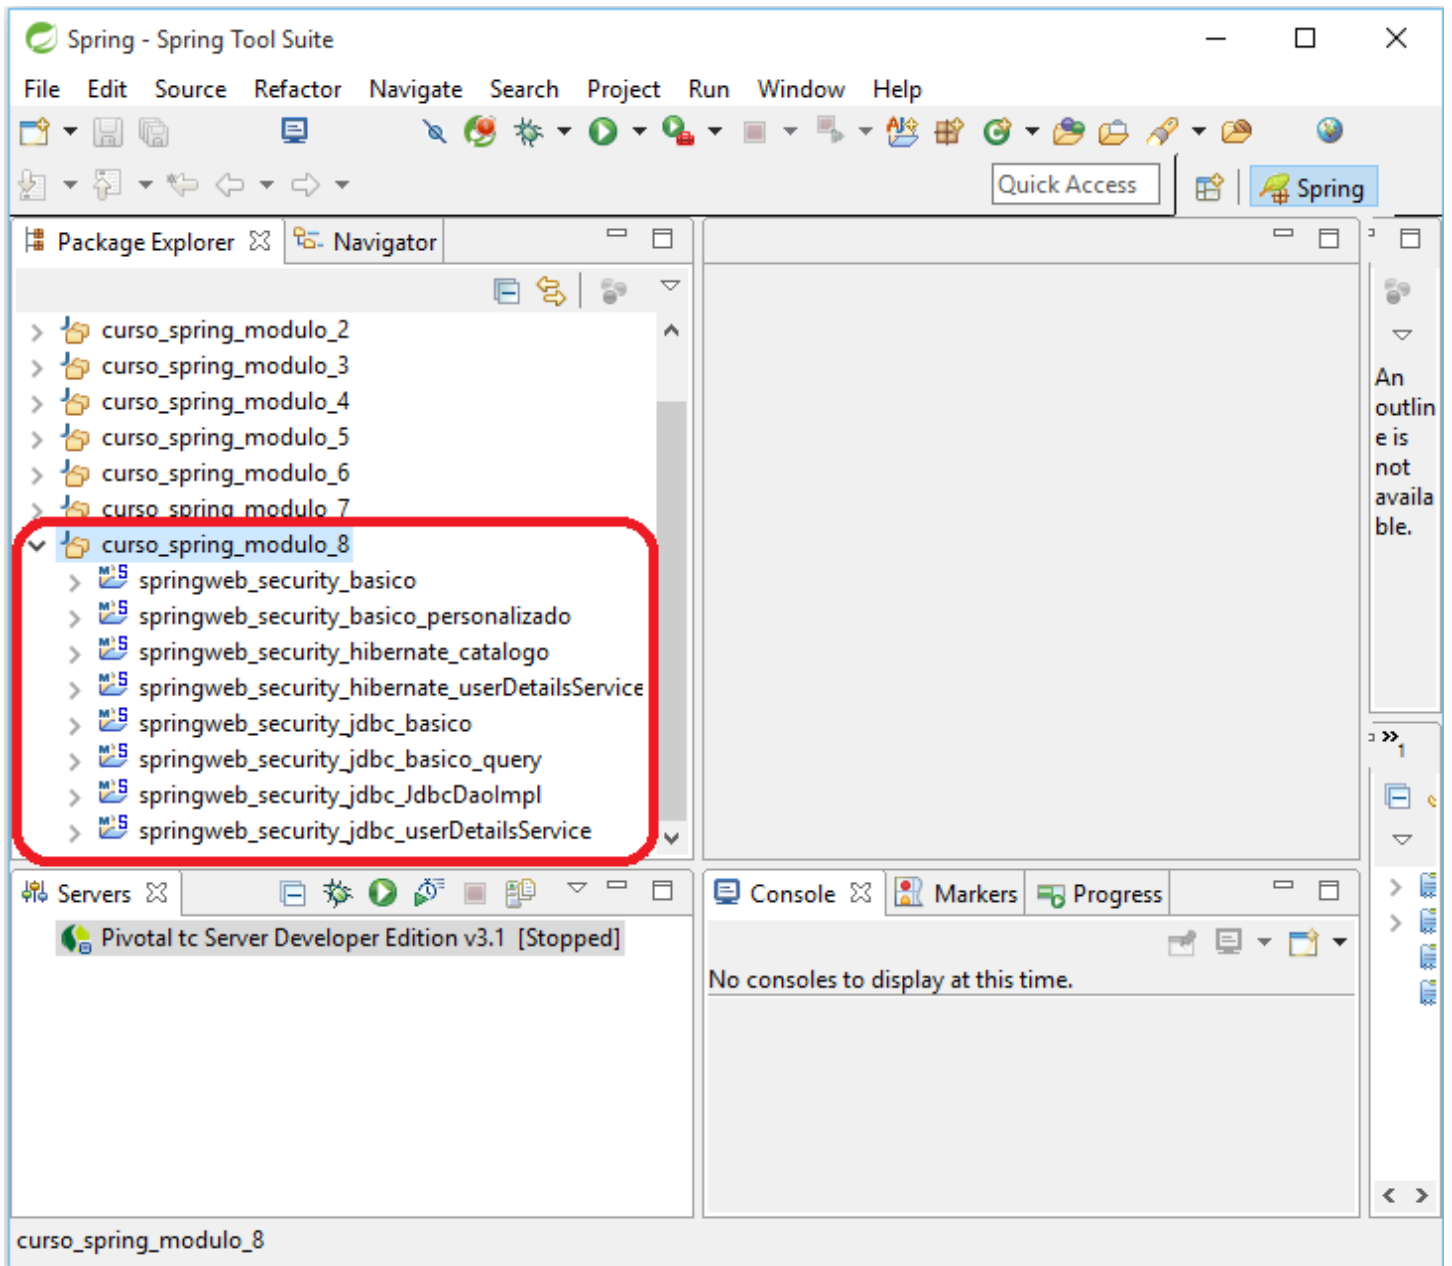 Spring - Spring Tool Suite
File Edit Source Refactor Navigate Search Project Run Window Help
Quick Access
Spring
Package Explorer
Navigator
curso_spring_modulo_2
curso_spring_modulo_3
curso_spring_modulo_4
curso_spring_modulo_5
curso_spring_modulo_6
curso_spring_modulo_7
curso_spring_modulo_8
springweb_security_basico
springweb_security_basico_personalizado
springweb_security_hibernate_catalogo
springweb_security_hibernate_userDetailsService
springweb_security_jdbc_basico
springweb_security_jdbc_basico_query
springweb_security_jdbc_JdbcDaoImpl
springweb_security_jdbc_userDetailsService
An
outlin
e is
not
availa
ble.
1
Servers
Pivotal tc Server Developer Edition v3.1 [Stopped]
Console Markers Progress
No consoles to display at this time.
curso_spring_modulo_8